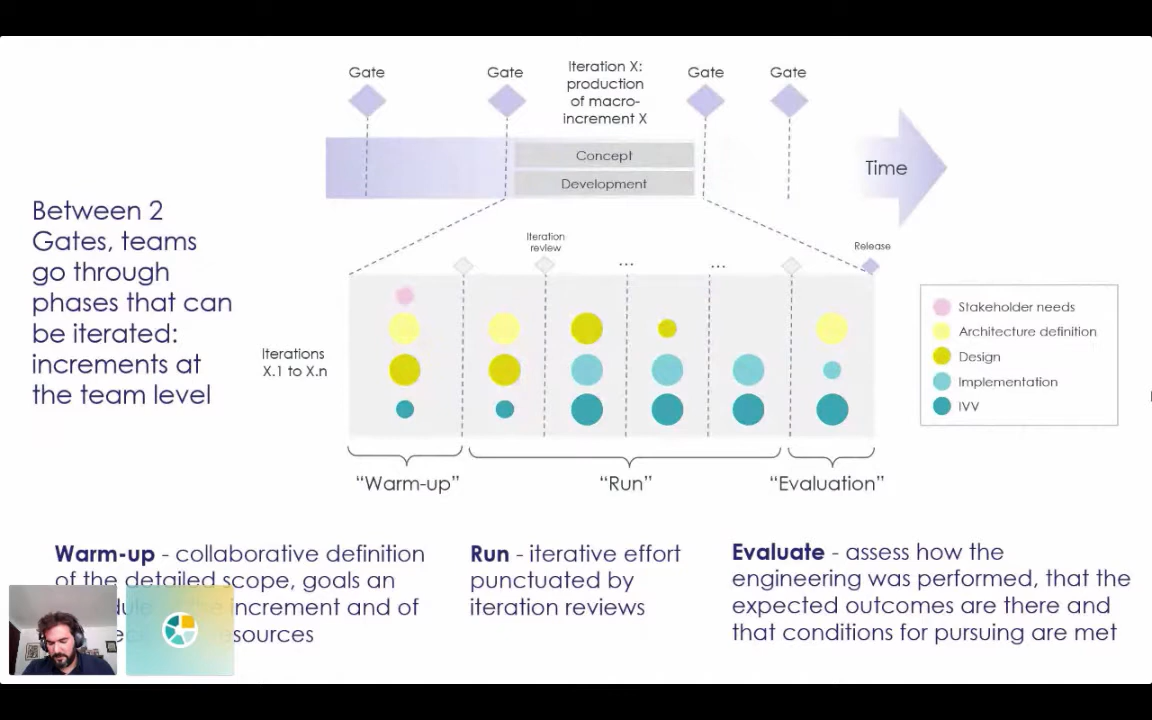 Gate
Gate
Iteration X:
production
of macro-
increment X
Gate
Gate
Concept
Development
Time
Between 2
Gates, teams
go through
phases that can
be iterated:
increments at
the team level
Iteration
review
...
...
Release
Iterations
X.1 to X.n
Stakeholder needs
Architecture definition
Design
Implementation
IVV
“Warm-up”
“Run”
“Evaluation”
Warm-up - collaborative definition
of the detailed scope, goals an
increment and of
resources
Run - iterative effort
punctuated by
iteration reviews
Evaluate - assess how the
engineering was performed, that the
expected outcomes are there and
that conditions for pursuing are met